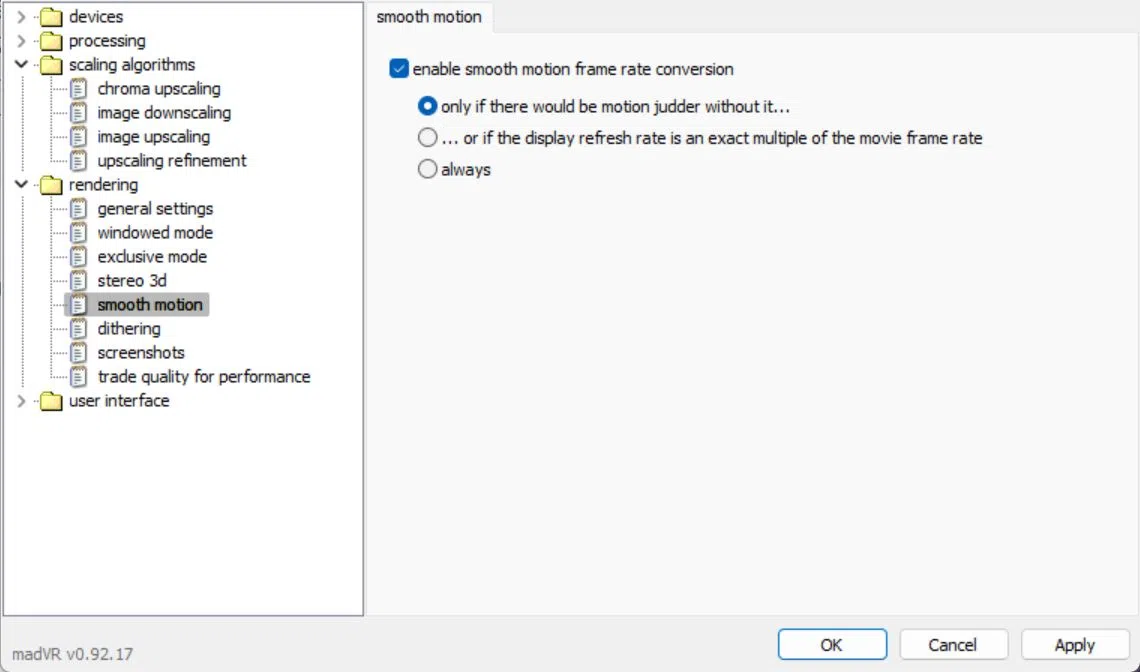 devices
processing
scaling algorithms
chroma upscaling
image downscaling
image upscaling
upscaling refinement
rendering
general settings
windowed mode
exclusive mode
stereo 3d
smooth motion
dithering
screenshots
trade quality for performance
user interface
smooth motion
enable smooth motion frame rate conversion
only if there would be motion judder without it...
... or if the display refresh rate is an exact multiple of the movie frame rate
always
madVR v0.92.17
OK
Cancel
Apply